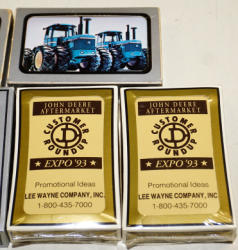 JOHN DEERE
AFTERMARKET
CUSTOMER
ROUNDUP
★ EXPO '93 ★
Promotional Ideas
LEE WAYNE COMPANY, INC.
1-800-435-7000
JOHN DEERE
AFTERMARKET
CUSTOMER
ROUNDUP
★ EXPO '93 ★
Promotional Ideas
LEE WAYNE COMPANY, INC.
1-800-435-7000